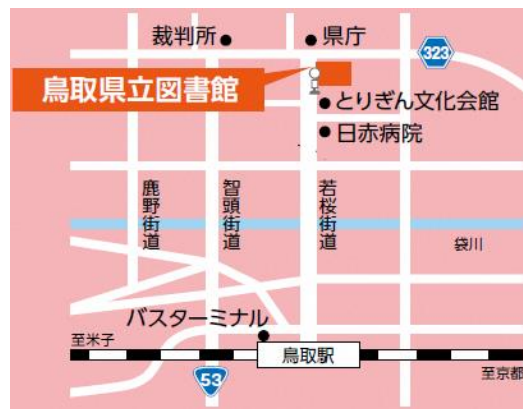 裁判所
県庁
323
鳥取県立図書館
とりぎん文化会館
日赤病院
鹿野街道
智頭街道
若桜街道
袋川
バスターミナル
至米子
鳥取駅
至京都
53